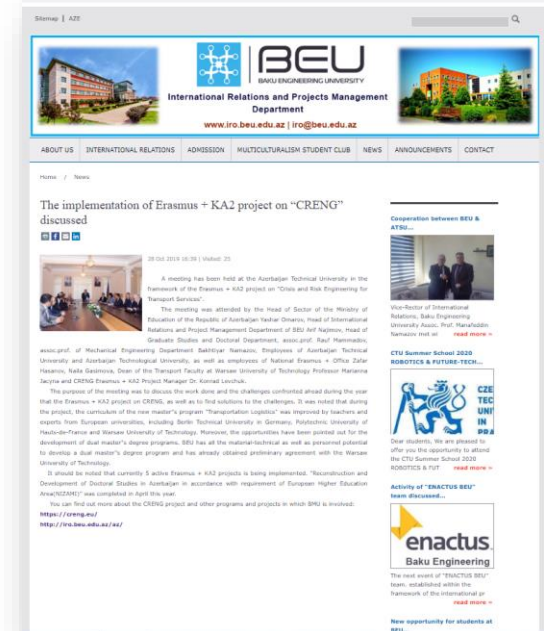 Sitemap | AZE
BEU
BAKU ENGINEERING UNIVERSITY
International Relations and Projects Management
Department
www.iro.beu.edu.az | iro@beu.edu.az
ABOUT US INTERNATIONAL RELATIONS ADMISSION MULTICULTURALISM STUDENT CLUB NEWS ANNOUNCEMENTS CONTACT
Home / News
The implementation of Erasmus + KA2 project on “CRENG”
discussed
28 Oct 2019 16:39 | Visited: 25
A meeting has been held at the Azerbaijan Technical University in the
framework of the Erasmus + KA2 project on "Crisis and Risk Engineering for
Transport Services".
The meeting was attended by the Head of Sector of the Ministry of
Education of the Republic of Azerbaijan Yashar Omarov, Head of International
Relations and Project Management Department of BEU Arif Najimov, Head of
Graduate Studies and Doctoral Department, assoc.prof. Rauf Mammadov,
assoc.prof. of Mechanical Engineering Department Bakhtiyar Namazov, Employees of Azerbaijan Technical
University and Azerbaijan Technological University, as well as employees of National Erasmus + Office Zafar
Hasanov, Naila Gasimova, Dean of the Transport Faculty at Warsaw University of Technology Professor Marianna
Jacyna and CRENG Erasmus + KA2 Project Manager Dr. Konrad Levchuk.
The purpose of the meeting was to discuss the work done and the challenges confronted ahead during the year
that the Erasmus + KA2 project on CRENG, as well as to find solutions to the challenges. It was noted that during
the project, the curriculum of the new master's program "Transportation Logistics" was improved by teachers and
experts from European universities, including Berlin Technical University in Germany, Polytechnic University of
Hauts-de-France and Warsaw University of Technology. Moreover, the opportunities have been pointed out for the
development of dual master's degree programs. BEU has all the material-technical as well as personnel potential
to develop a dual master's degree program and has already obtained preliminary agreement with the Warsaw
University of Technology.
It should be noted that currently 5 active Erasmus + KA2 projects is being implemented. "Reconstruction and
Development of Doctoral Studies in Azerbaijan in accordance with requirement of European Higher Education
Area(NIZAMI)" was completed in April this year.
You can find out more about the CRENG project and other programs and projects in which BMU is involved:
https://creng.eu/
http://iro.beu.edu.az/az/
Cooperation between BEU &
ATSU...
Vice-Rector of International
Relations, Baku Engineering
University Assoc. Prof. Manafeddin
Namazov met wi read more »
CTU Summer School 2020
ROBOTICS & FUTURE-TECH...
CZE
TEC
UNI
IN
PRA
Dear students, We are pleased to
offer you the opportunity to attend
the CTU Summer School 2020
ROBOTICS & FUT read more »
Activity of "ENACTUS BEU"
team discussed...
enactus.
Baku Engineering
The next event of "ENACTUS BEU"
team, established within the
framework of the international pr
read more »
New opportunity for students at
BEU...